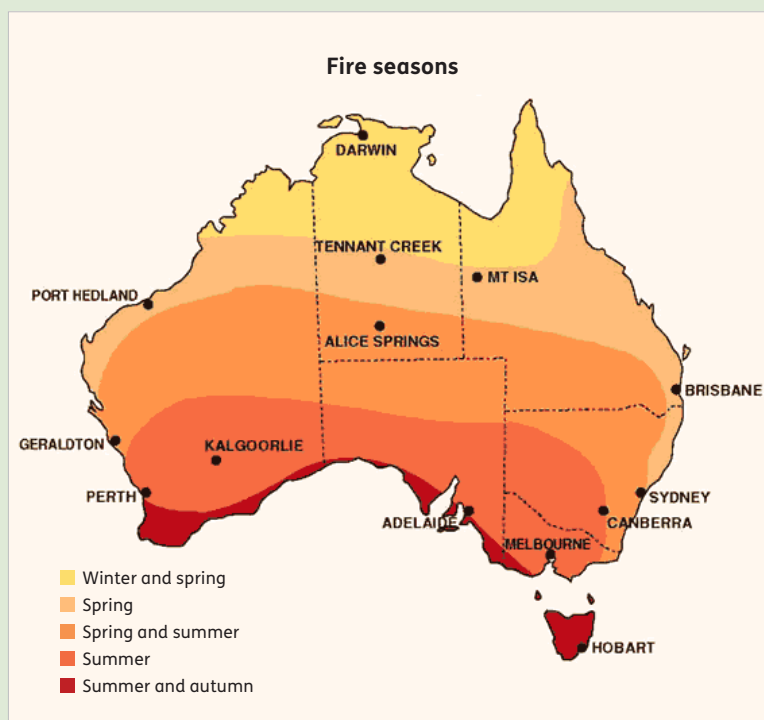 Fire seasons
DARWIN
TENNANT CREEK
MT ISA
PORT HEDLAND
ALICE SPRINGS
BRISBANE
GERALDTON
KALGOORLIE
PERTH
SYDNEY
ADELAIDE
CANBERRA
MELBOURNE
HOBART
Winter and spring
Spring
Spring and summer
Summer
Summer and autumn